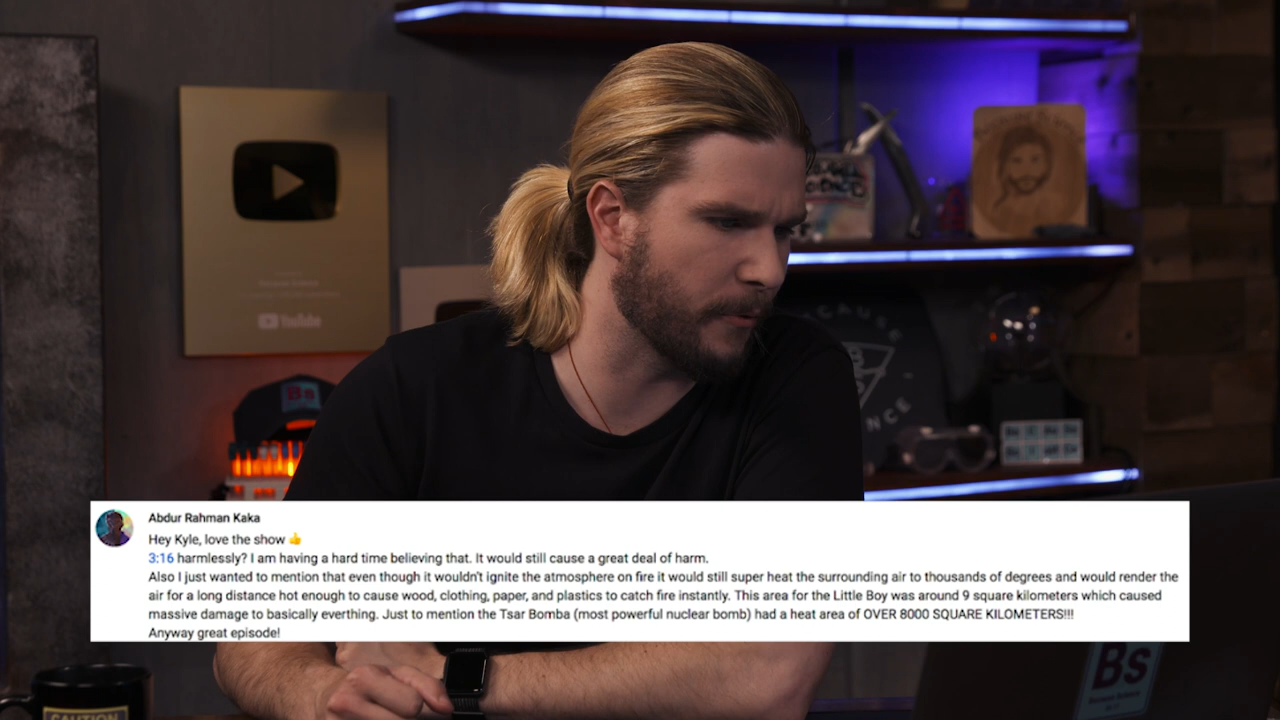 YouTube
Bs
CAUSE
NCE
Abdur Rahman Kaka
Hey Kyle, love the show 👍
3:16 harmlessly? I am having a hard time believing that. It would still cause a great deal of harm.
Also I just wanted to mention that even though it wouldn't ignite the atmosphere on fire it would still super heat the surrounding air to thousands of degrees and would render the
air for a long distance hot enough to cause wood, clothing, paper, and plastics to catch fire instantly. This area for the Little Boy was around 9 square kilometers which caused
massive damage to basically everthing. Just to mention the Tsar Bomba (most powerful nuclear bomb) had a heat area of OVER 8000 SQUARE KILOMETERS!!!
Anyway great episode!
Bs
CAUTION